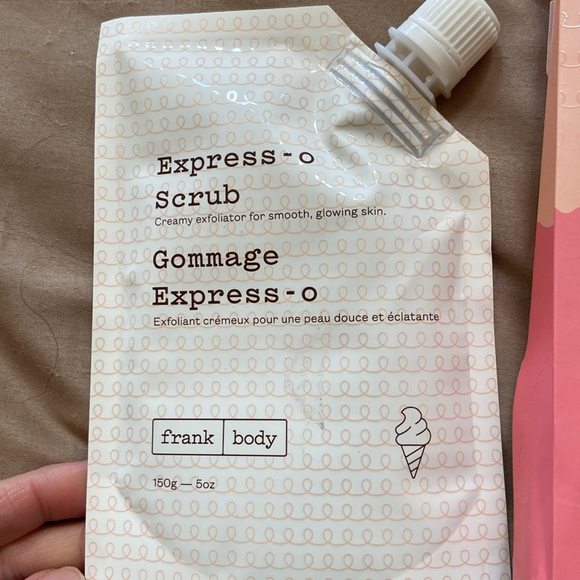 Express-o
Scrub
Creamy exfoliator for smooth, glowing skin.
Gommage
Express-o
Exfoliant crémeux pour une peau douce et éclatante
frank body
150g — 5oz